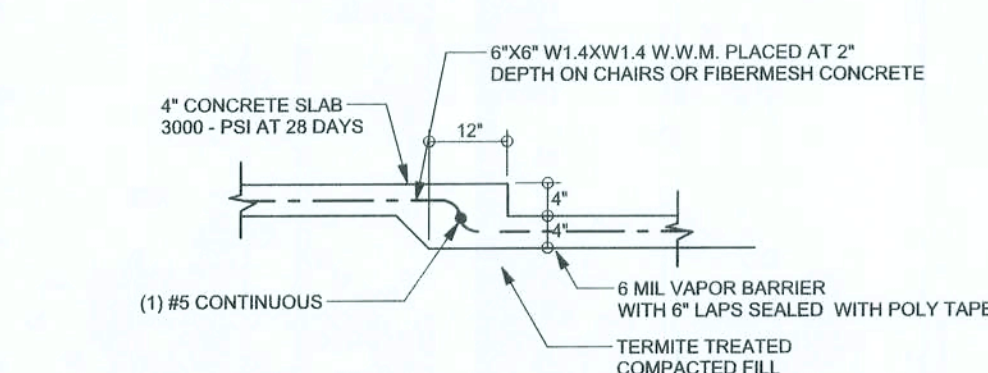 6"X6" W1.4XW1.4 W.W.M. PLACED AT 2"
DEPTH ON CHAIRS OR FIBERMESH CONCRETE
4" CONCRETE SLAB
3000 - PSI AT 28 DAYS
12"
4"
4"
(1) #5 CONTINUOUS
6 MIL VAPOR BARRIER
WITH 6" LAPS SEALED WITH POLY TAPE
TERMITE TREATED
COMPACTED FILL